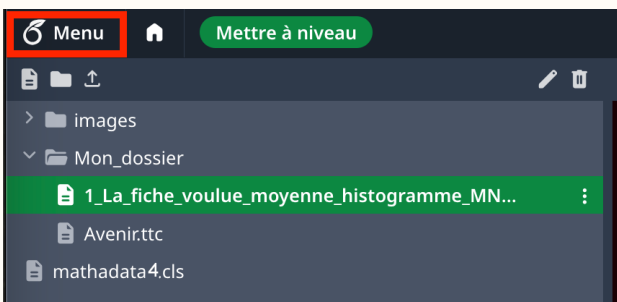 Menu Mettre à niveau
images
Mon_dossier
1_La_fiche_voulue_moyenne_histogramme_MN...
Avenir.ttc
mathadata4.cls